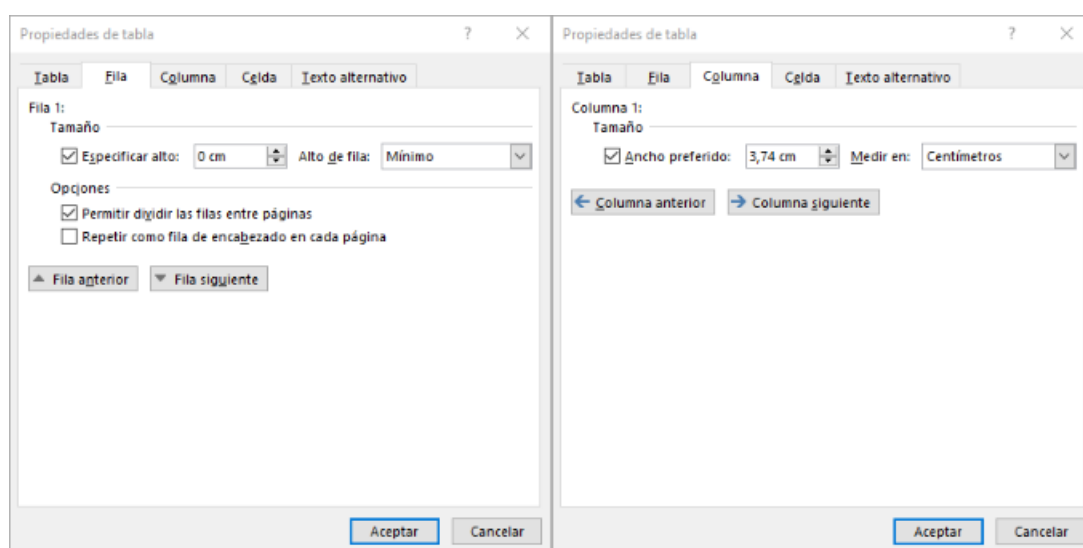 Propiedades de tabla ?
Tabla Fila Columna Celda Texto alternativo
Fila 1:
Tamaño
Especificar alto: 0 cm Alto de fila: Mínimo
Opciones
Permitir dividir las filas entre páginas
Repetir como fila de encabezado en cada página
Fila anterior Fila siguiente
Aceptar Cancelar
Propiedades de tabla ?
Tabla Fila Columna Celda Texto alternativo
Columna 1:
Tamaño
Ancho preferido: 3,74 cm Medir en: Centímetros
Columna anterior Columna siguiente
Aceptar Cancelar